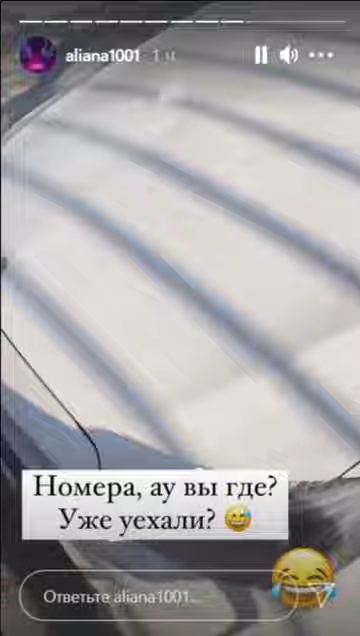 aliana1001 1 ч
Номера, ау вы где?
Уже уехали? 😅
Ответьте aliana1001...